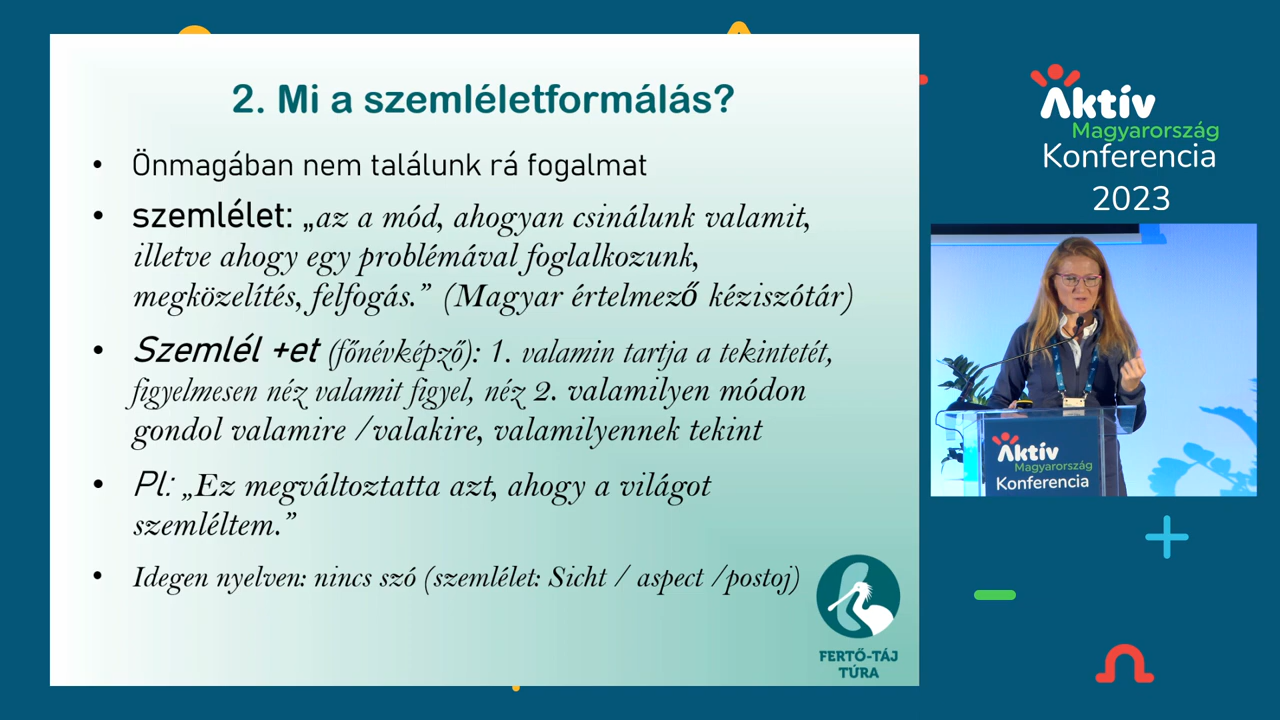 2. Mi a szemléletformálás?
• Önmagában nem találunk rá fogalmat
• szemlélet: „az a mód, ahogyan csinálunk valamit,
illetve ahogy egy problémával foglalkozunk,
megközelítés, felfogás.” (Magyar értelmező kéziszótár)
• Szemlél +et (főnévképző): 1. valamin tartja a tekintetét,
figyelmesen néz valamit figyel, néz 2. valamilyen módon
gondol valamire /valakire, valamilyennek tekint
• Pl: „Ez megváltoztatta azt, ahogy a világot
szemléltem.”
• Idegen nyelven: nincs szó (szemlélet: Sicht / aspect /postoj)
FERTŐ-TÁJ
TÚRA
Aktív
Magyarország
Konferencia
2023
Aktív
Magyarország
Konferencia